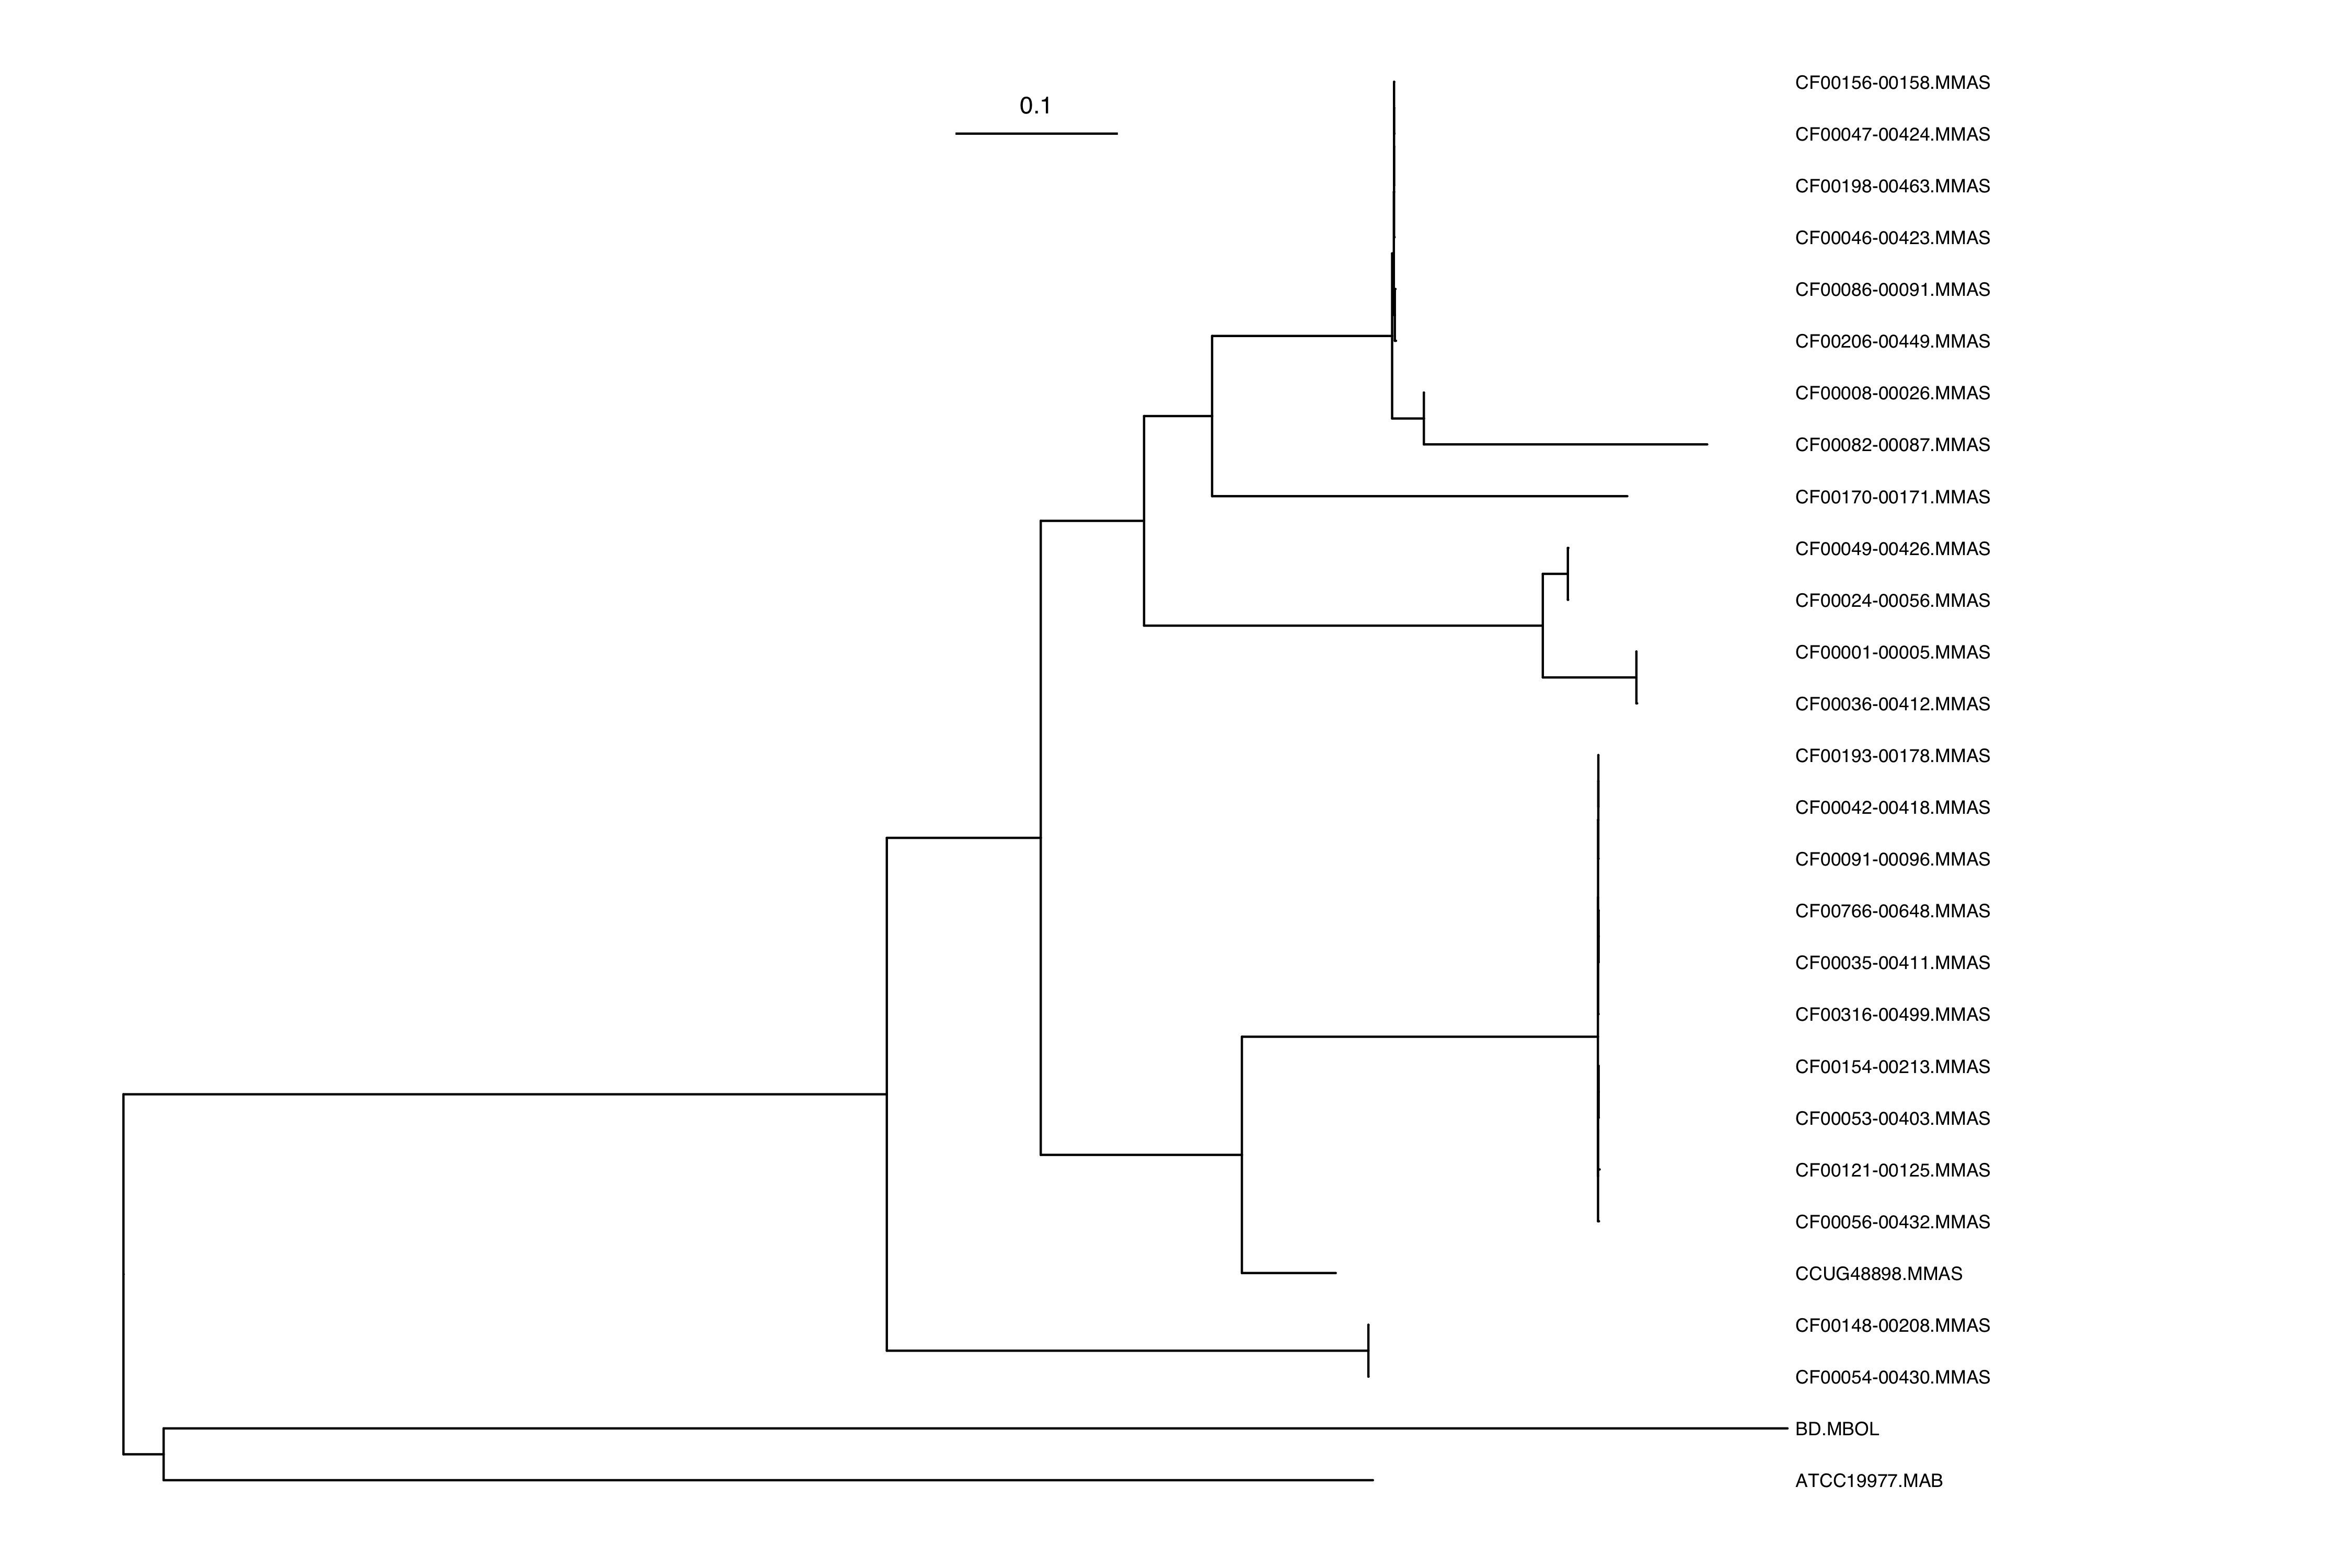 CF00156-00158.MMAS
0.1
CF00047-00424.MMAS
CF00198-00463.MMAS
CF00046-00423.MMAS
CF00086-00091.MMAS
CF00206-00449.MMAS
CF00008-00026.MMAS
CF00082-00087.MMAS
CF00170-00171.MMAS
CF00049-00426.MMAS
CF00024-00056.MMAS
CF00001-00005.MMAS
CF00036-00412.MMAS
CF00193-00178.MMAS
CF00042-00418.MMAS
CF00091-00096.MMAS
CF00766-00648.MMAS
CF00035-00411.MMAS
CF00316-00499.MMAS
CF00154-00213.MMAS
CF00053-00403.MMAS
CF00121-00125.MMAS
CF00056-00432.MMAS
CCUG48898.MMAS
CF00148-00208.MMAS
CF00054-00430.MMAS
BD.MBOL
ATCC19977.MAB